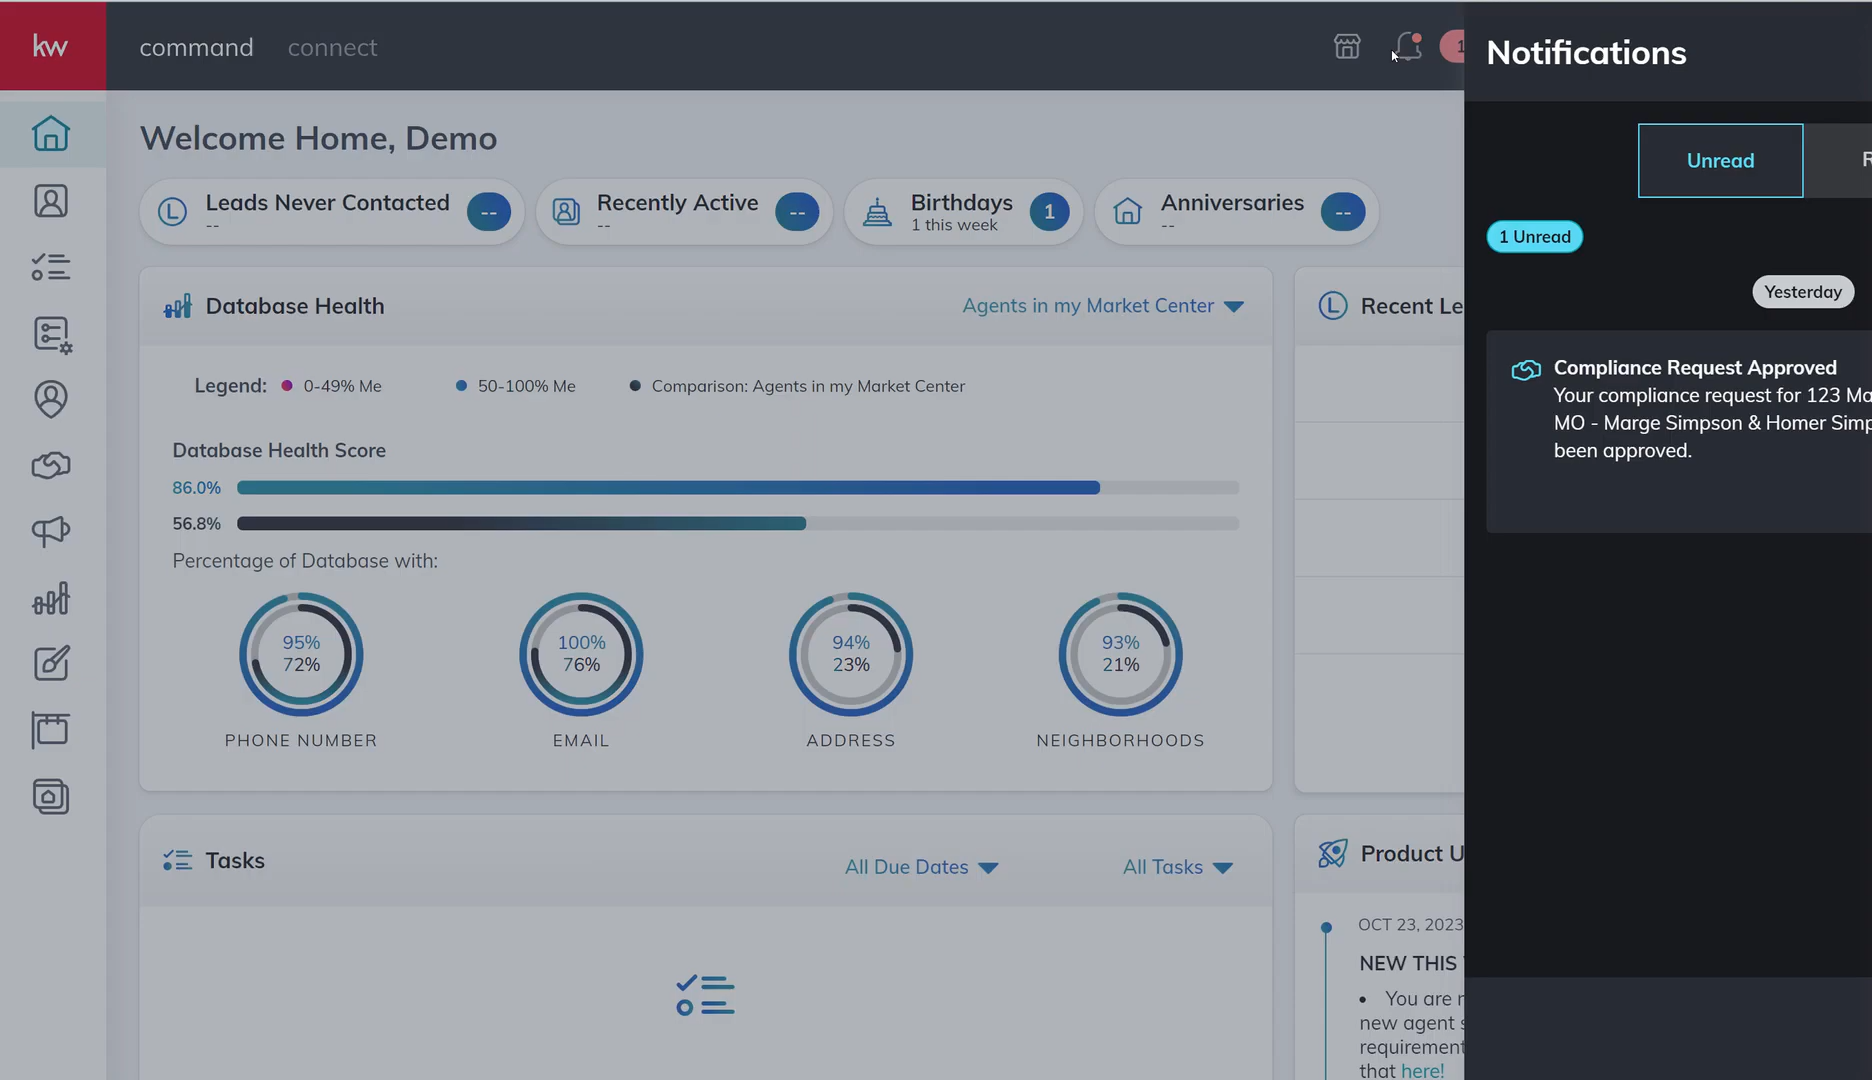 kw
command
connect
Notifications
Welcome Home, Demo
Unread
Leads Never Contacted
--
--
Recently Active
--
--
Birthdays
1 this week
1
Anniversaries
--
--
1 Unread
Yesterday
Database Health
Agents in my Market Center
Recent Le
Legend:
0-49% Me
50-100% Me
Comparison: Agents in my Market Center
Compliance Request Approved
Your compliance request for 123 Ma
MO - Marge Simpson & Homer Simp
been approved.
Database Health Score
86.0%
56.8%
Percentage of Database with:
95%
72%
PHONE NUMBER
100%
76%
EMAIL
94%
23%
ADDRESS
93%
21%
NEIGHBORHOODS
Tasks
All Due Dates
All Tasks
Product U
OCT 23, 2023
NEW THIS
• You are
new agent
requirement
that here!